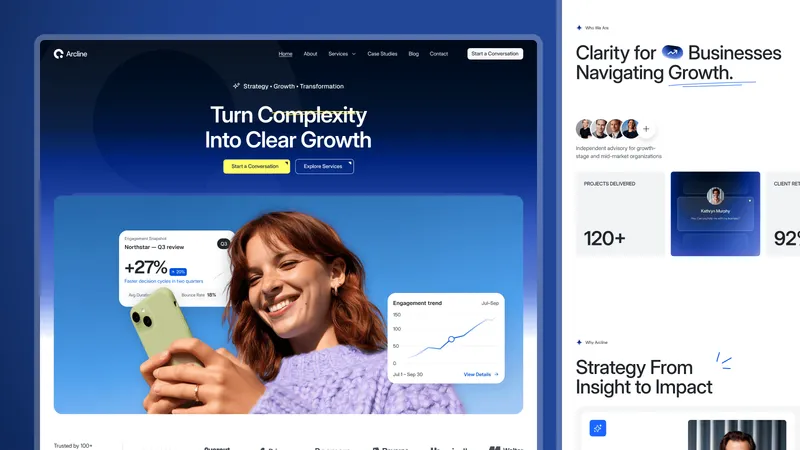 Arcline
Home
About
Services
Case Studies
Blog
Contact
Start a Conversation
Strategy • Growth • Transformation
Turn Complexity
Into Clear Growth
Start a Conversation
Explore Services
Engagement Snapshot
Northstar — Q3 review
Q3
+27%
20%
Faster decision cycles in two quarters
Avg Duration
Bounce Rate 18%
Engagement trend
Jul–Sep
150
100
50
0
Jul 1 – Sep 30
View Details
Trusted by 100+
Who We Are
Clarity for Businesses
Navigating Growth.
Independent advisory for growth-
stage and mid-market organizations
PROJECTS DELIVERED
120+
Kathryn Murphy
CLIENT RET
92%
Why Arcline
Strategy From
Insight to Impact